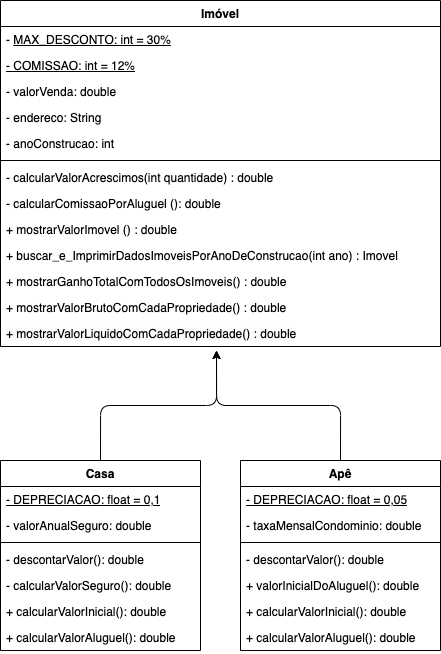 Imóvel
- MAX_DESCONTO: int = 30%
- COMISSAO: int = 12%
- valorVenda: double
- endereco: String
- anoConstrucao: int
- calcularValorAcrescimos(int quantidade) : double
- calcularComissaoPorAluguel (): double
+ mostrarValorImovel () : double
+ buscar_e_ImprimirDadosImoveisPorAnoDeConstrucao(int ano) : Imovel
+ mostrarGanhoTotalComTodosOsImoveis() : double
+ mostrarValorBrutoComCadaPropriedade() : double
+ mostrarValorLiquidoComCadaPropriedade() : double
Casa
- DEPRECIACAO: float = 0,1
- valorAnualSeguro: double
- descontarValor(): double
- calcularValorSeguro(): double
+ calcularValorInicial(): double
+ calcularValorAluguel(): double
Apê
- DEPRECIACAO: float = 0,05
- taxaMensalCondominio: double
- descontarValor(): double
+ valorInicialDoAluguel(): double
+ calcularValorInicial(): double
+ calcularValorAluguel(): double